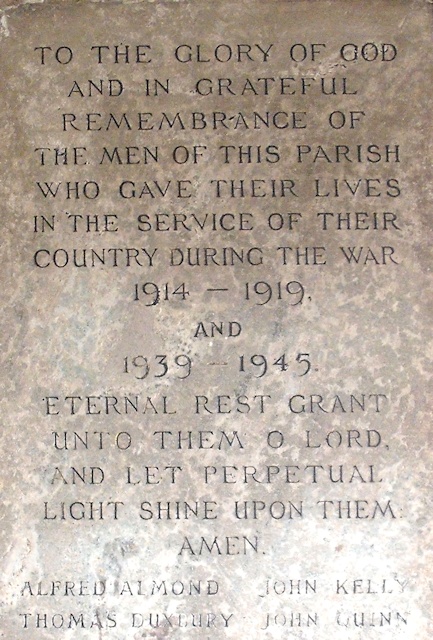 TO THE GLORY OF GOD
AND IN GRATEFUL
REMEMBRANCE OF
THE MEN OF THIS PARISH
WHO GAVE THEIR LIVES
IN THE SERVICE OF THEIR
COUNTRY DURING THE WAR
1914 – 1919,
AND
1939 – 1945.
ETERNAL REST GRANT
UNTO THEM O LORD,
AND LET PERPETUAL
LIGHT SHINE UPON THEM.
AMEN.
ALFRED ALMOND JOHN KELLY
THOMAS DUXBURY JOHN QUINN